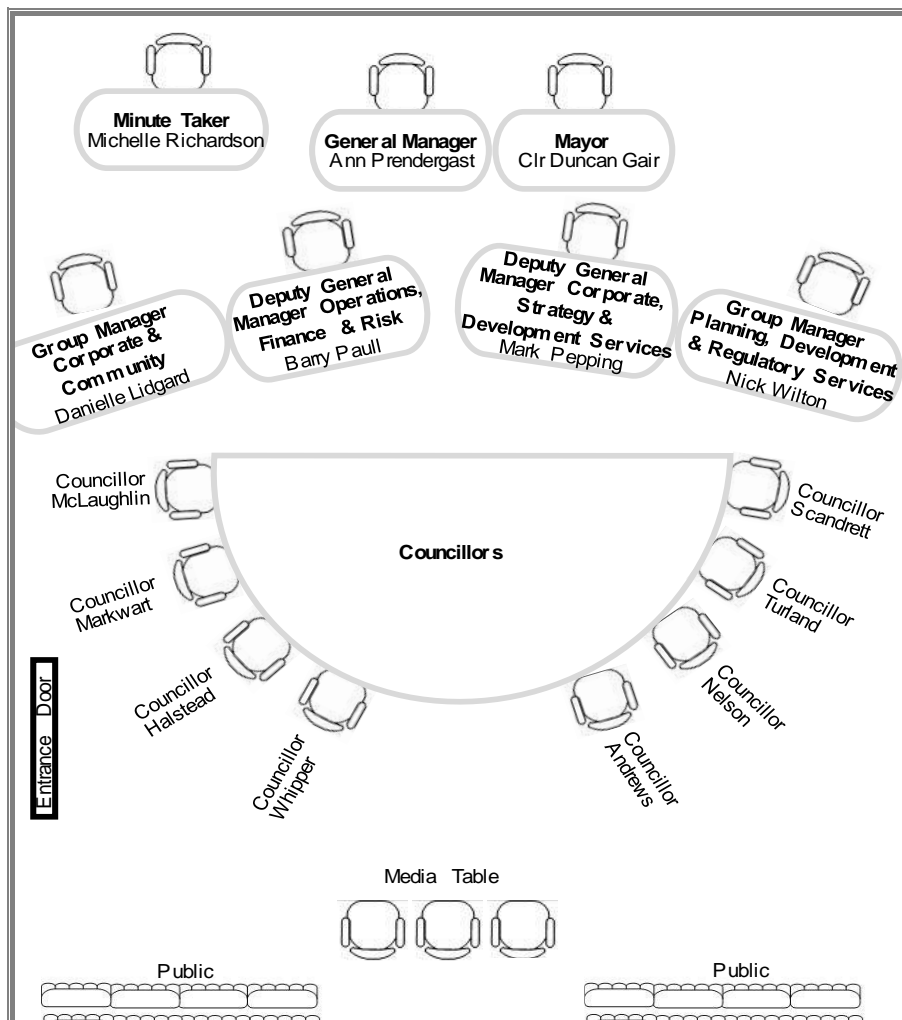 Minute Taker
Michelle Richardson
General Manager
Ann Prendergast
Mayor
Clr Duncan Gair
Group Manager
Corporate &
Community
Danielle Lidgard
Deputy General
Manager Operations,
Finance & Risk
Barry Paull
Deputy General
Manager Corporate,
Strategy &
Development Services
Mark Pepping
Group Manager
Planning, Development
& Regulatory Services
Nick Wilton
Councillor
McLaughlin
Councillor
Scandrett
Councillors
Councillor
Markwart
Councillor
Turland
Councillor
Halstead
Councillor
Nelson
Councillor
Whipper
Councillor
Andrews
Entrance Door
Media Table
Public
Public